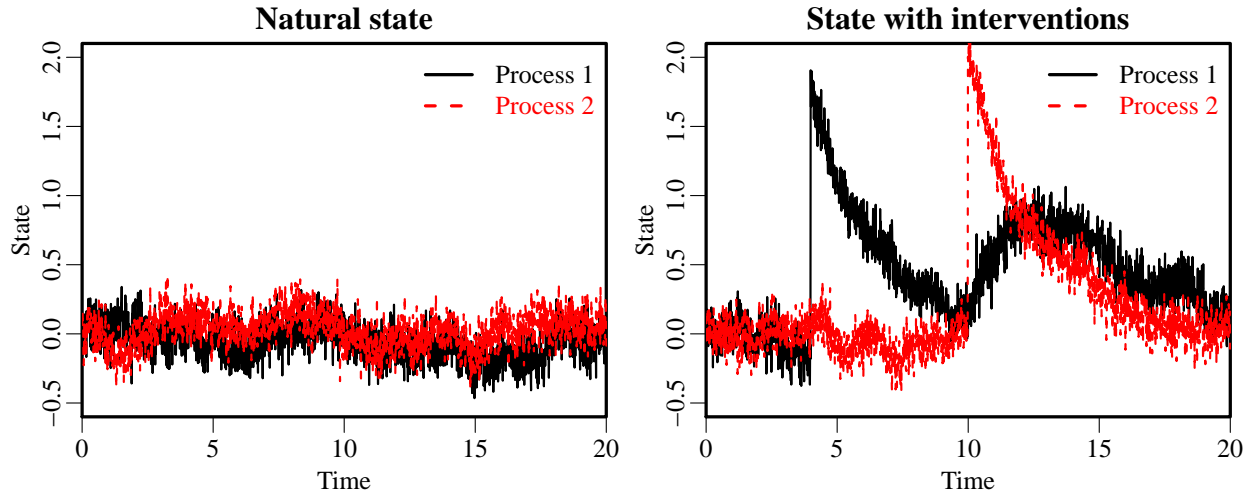 Natural state
2.0
1.5
1.0
0.5
0.0
−0.5
State
Process 1
Process 2
0
5
10
15
20
Time
State with interventions
2.0
1.5
1.0
0.5
0.0
−0.5
State
Process 1
Process 2
0
5
10
15
20
Time